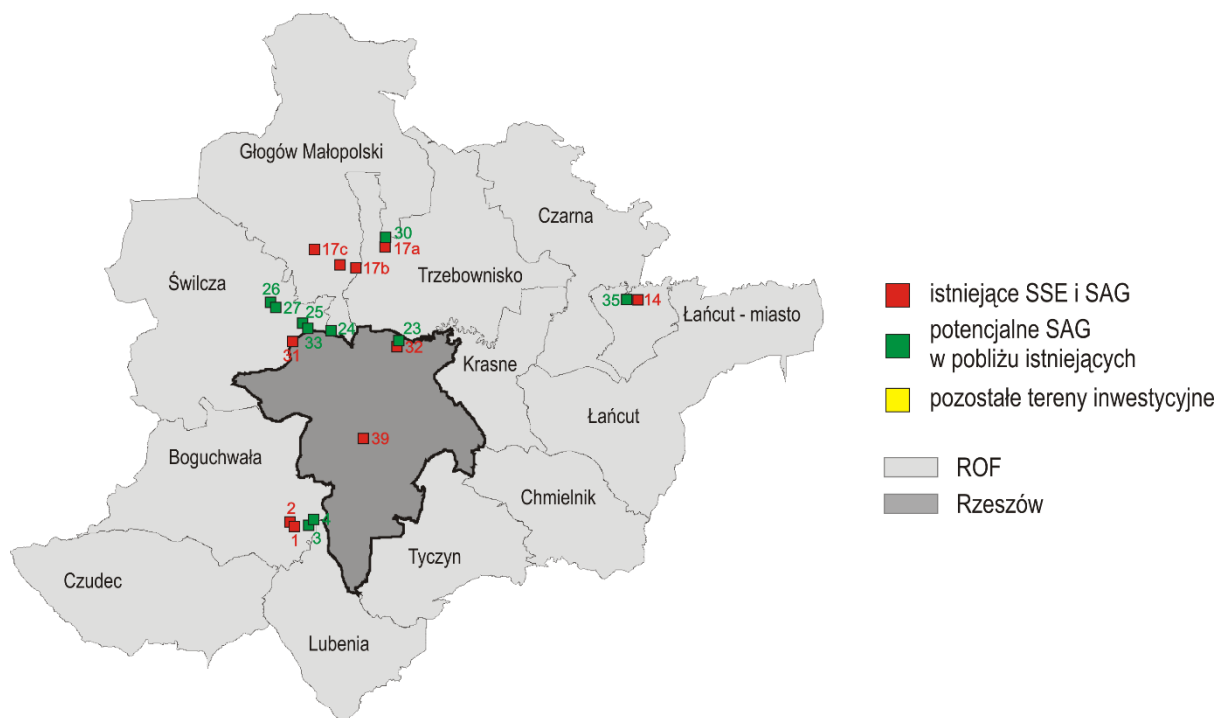 Głogów Małopolski
Czarna
30
17c
17a
17b
Trzebownisko
Świlcza
26
27
25
35
14
Łańcut - miasto
24
23
33
31
32
Krasne
Łańcut
39
Boguchwała
Chmielnik
2
4
1
3
Tyczyn
Czudec
Lubenia
istniejące SSE i SAG
potencjalne SAG
w pobliżu istniejących
pozostałe tereny inwestycyjne
ROF
Rzeszów